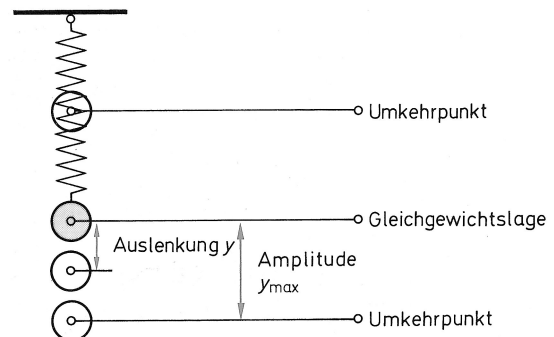 Umkehrpunkt
Gleichgewichtslage
Auslenkung y
Amplitude
ymax
Umkehrpunkt